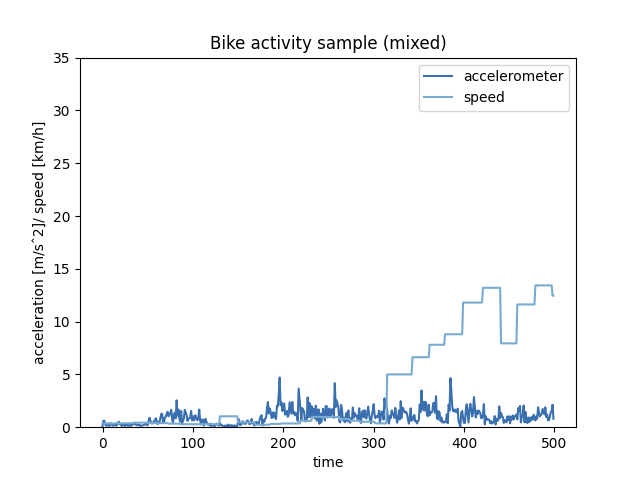 Bike activity sample (mixed)
accelerometer
speed
acceleration [m/sˆ2]/ speed [km/h]
35
30
25
20
15
10
5
0
0 100 200 300 400 500
time